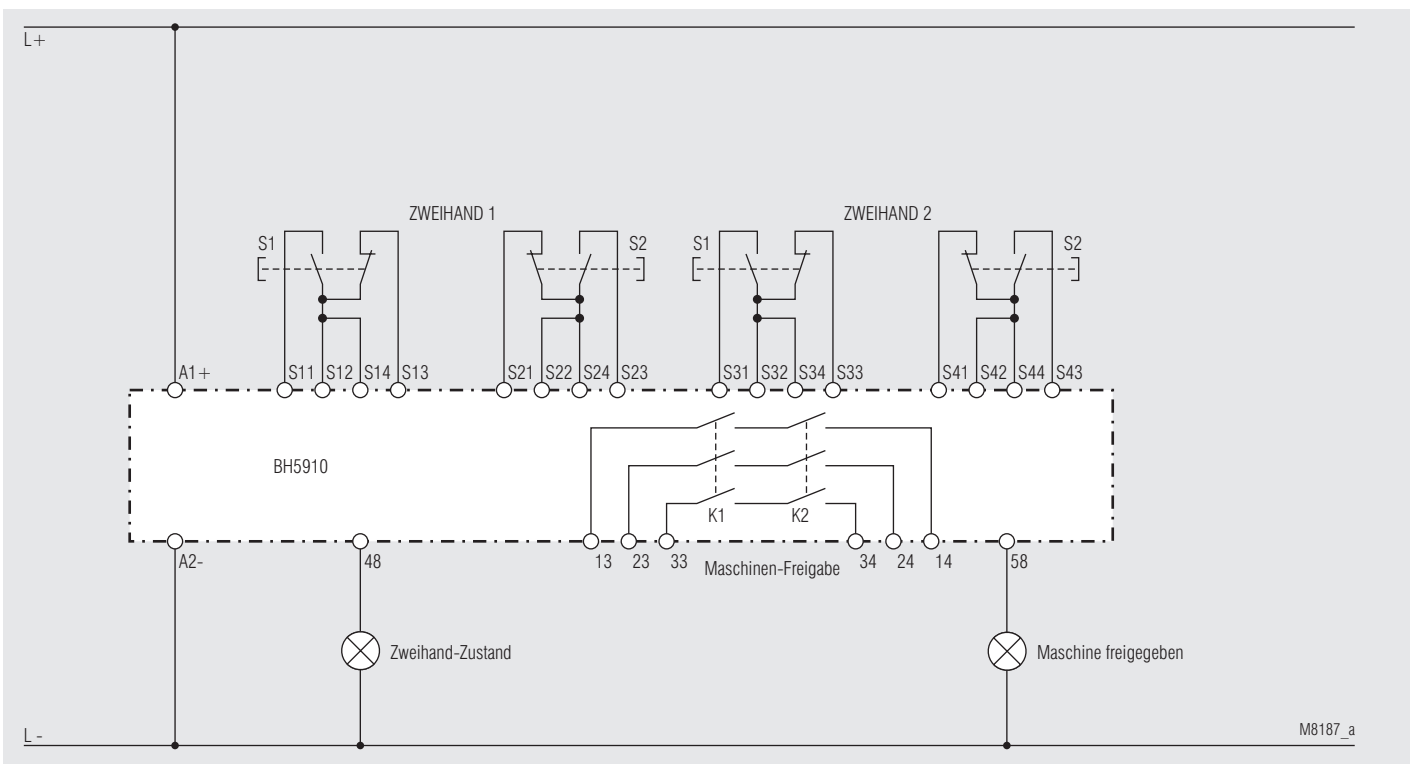 L+
ZWEIHAND 1
ZWEIHAND 2
S1
S2
S1
S2
A1+
S11
S12
S14
S13
S21
S22
S24
S23
S31
S32
S34
S33
S41
S42
S44
S43
BH5910
K1
K2
A2-
48
13
23
33
Maschinen-Freigabe
34
24
14
58
Zweihand-Zustand
Maschine freigegeben
L -
M8187_a